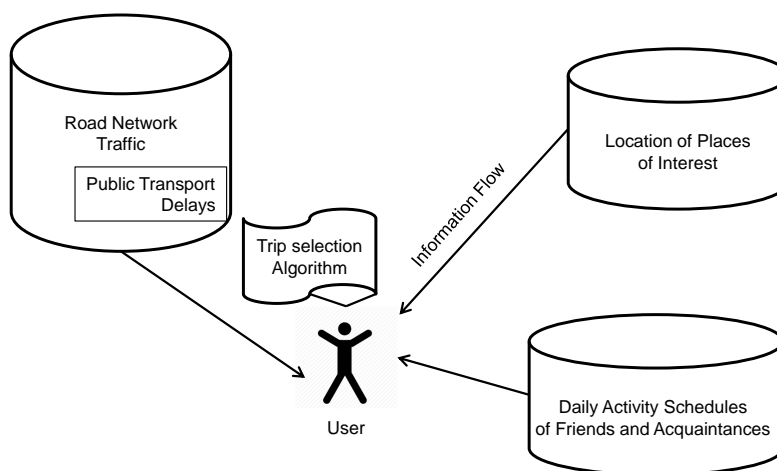 Road Network
Traffic
Public Transport
Delays
Location of Places
of Interest
Information Flow
Trip selection
Algorithm
User
Daily Activity Schedules
of Friends and Acquaintances